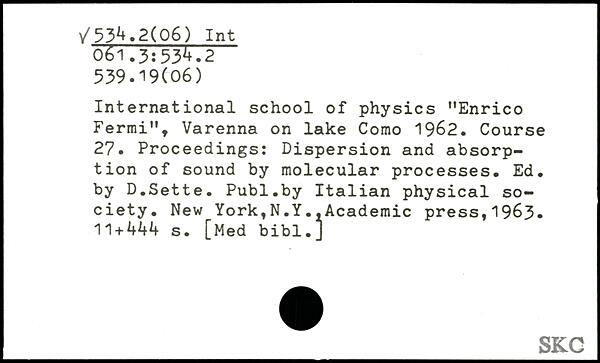 √534.2(06) Int
061.3:534.2
539.19(06)
International school of physics "Enrico
Fermi", Varenna on lake Como 1962. Course
27. Proceedings: Dispersion and absorp-
tion of sound by molecular processes. Ed.
by D.Sette. Publ.by Italian physical so-
ciety. New York,N.Y.,Academic press,1963.
11+444 s. [Med bibl.]
SKC